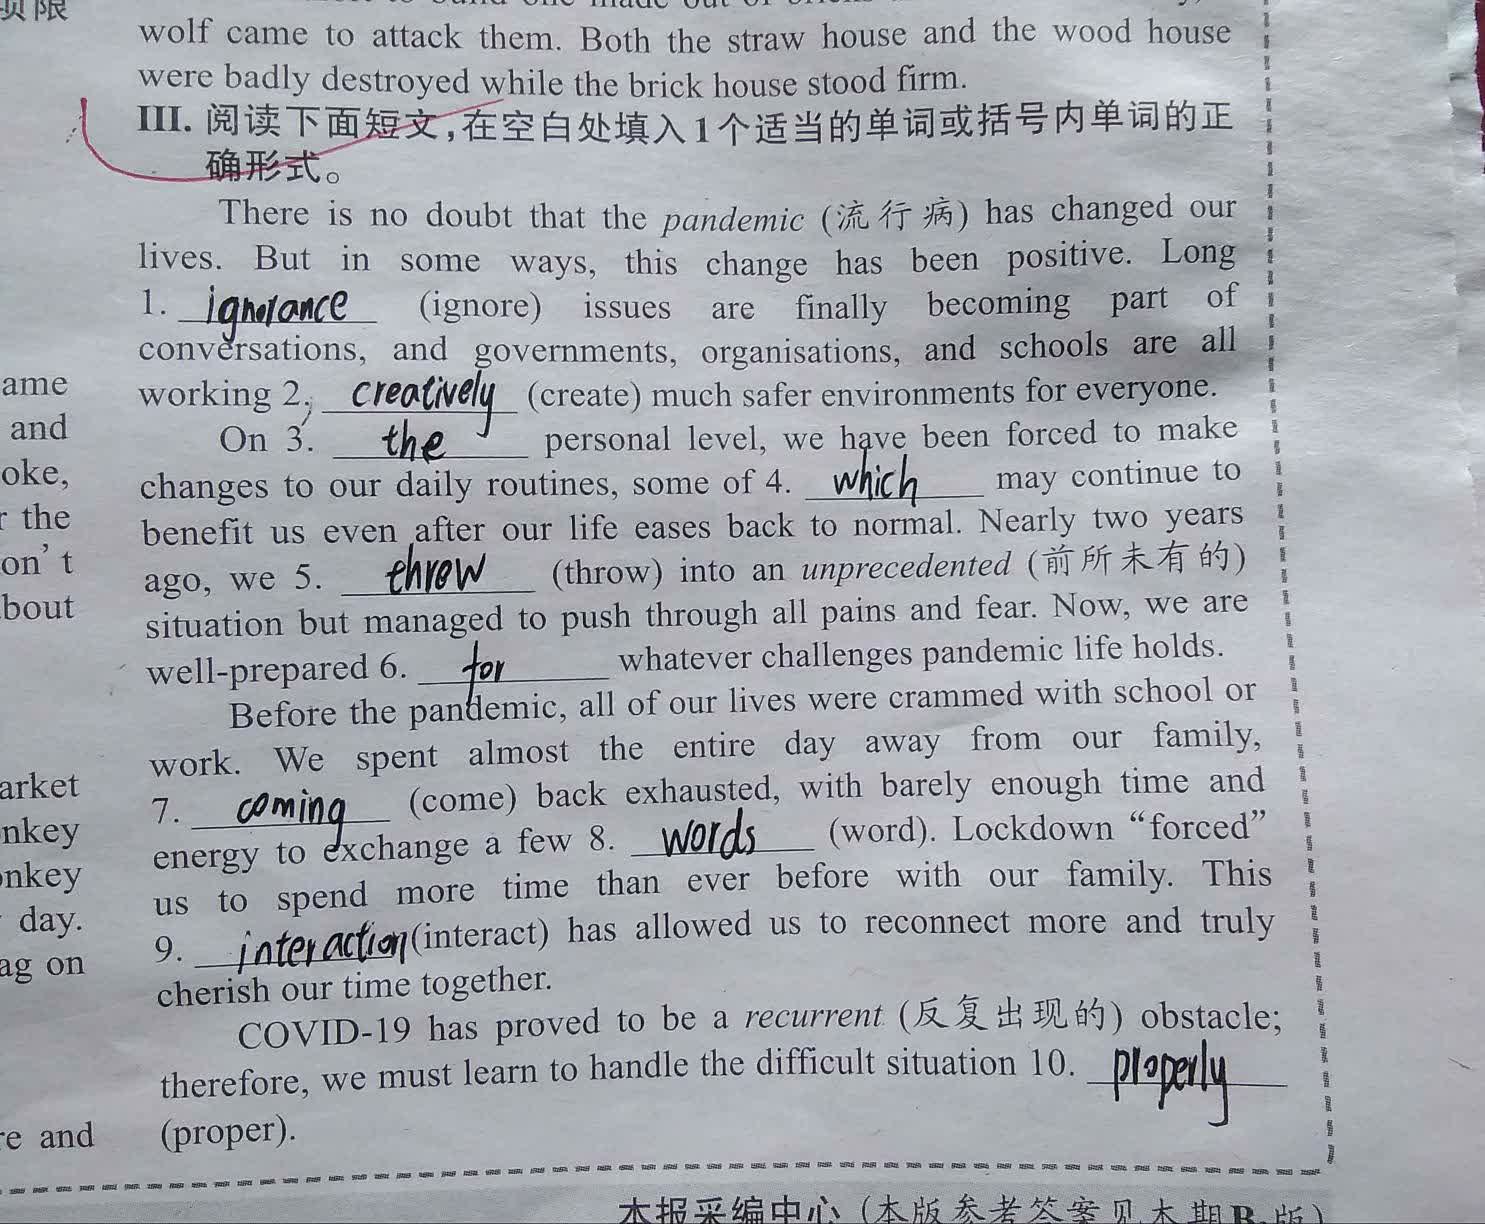 wolf came to attack them. Both the straw house and the wood house
were badly destroyed while the brick house stood firm.
III. 阅读下面短文,在空白处填入1个适当的单词或括号内单词的正
确形式。
There is no doubt that the pandemic (流行病) has changed our
lives. But in some ways, this change has been positive. Long
1. ignorance (ignore) issues are finally becoming part of
conversations, and governments, organisations, and schools are all
working 2. creatively (create) much safer environments for everyone.
On 3. the personal level, we have been forced to make
changes to our daily routines, some of 4. which may continue to
benefit us even after our life eases back to normal. Nearly two years
ago, we 5. threw (throw) into an unprecedented (前所未有的)
situation but managed to push through all pains and fear. Now, we are
well-prepared 6. for whatever challenges pandemic life holds.
Before the pandemic, all of our lives were crammed with school or
work. We spent almost the entire day away from our family,
7. coming (come) back exhausted, with barely enough time and
energy to exchange a few 8. words (word). Lockdown “forced”
us to spend more time than ever before with our family. This
9. interaction (interact) has allowed us to reconnect more and truly
cherish our time together.
COVID-19 has proved to be a recurrent (反复出现的) obstacle;
therefore, we must learn to handle the difficult situation 10. properly
(proper).
ame
and
oke,
the
on't
bout
arket
nkey
nkey
day.
ag on
and
本报采编中心 (本版参考答案见本期B版)